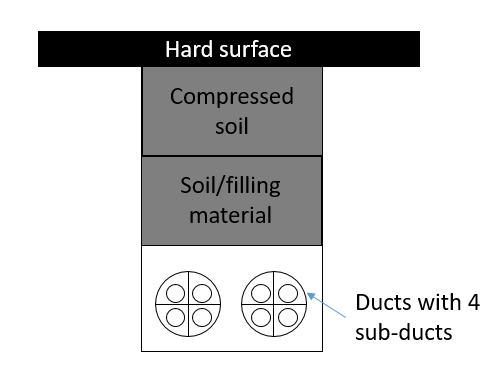 Hard surface
Compressed
soil
Soil/filling
material
Ducts with 4
sub-ducts